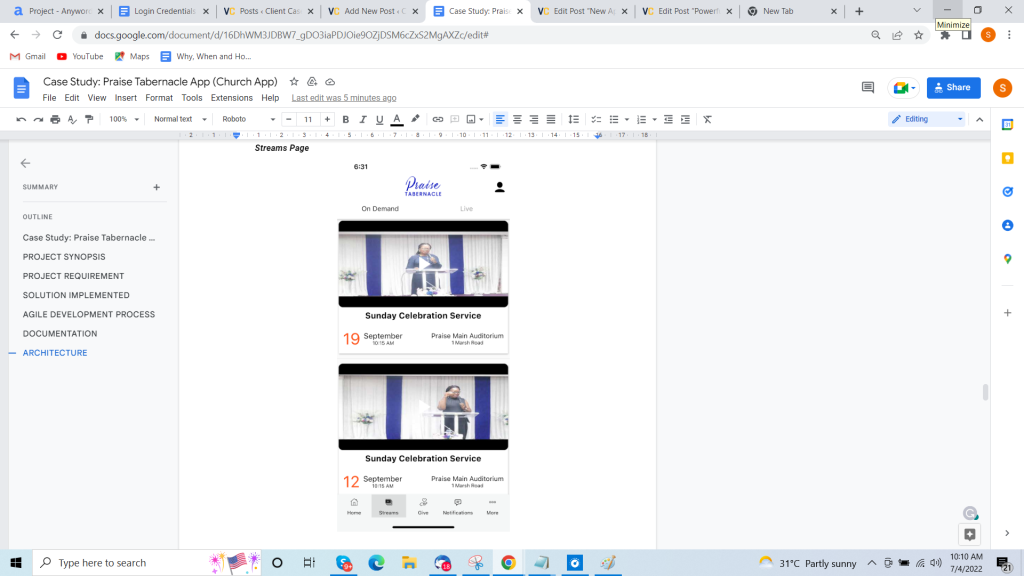 Project - Anywor
Login Credentials
Posts ‹ Client Cas
Add New Post ‹ C
Case Study: Prais
Edit Post "New A
Edit Post "Powerf
New Tab
Minimize
docs.google.com/document/d/16DhWM3JDBW7_gDO3iaPDJOie9OZjDSM6cZxS2MgAXZc/edit#
Gmail
YouTube
Maps
Why, When and Ho...
Case Study: Praise Tabernacle App (Church App)
File Edit View Insert Format Tools Extensions Help Last edit was 5 minutes ago
Share
S
100% Normal text Roboto 11
Editing
SUMMARY
OUTLINE
Case Study: Praise Tabernacle ...
PROJECT SYNOPSIS
PROJECT REQUIREMENT
SOLUTION IMPLEMENTED
AGILE DEVELOPMENT PROCESS
DOCUMENTATION
ARCHITECTURE
Streams Page
6:31
Praise
TABERNACLE
On Demand Live
Sunday Celebration Service
19 September Praise Main Auditorium
10:15 AM 1 Marsh Road
Sunday Celebration Service
12 September Praise Main Auditorium
10:15 AM 1 Marsh Road
Home Streams Give Notifications More
Type here to search
31°C Partly sunny
10:10 AM
7/4/2022
21